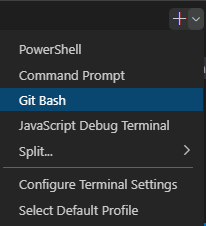 PowerShell
Command Prompt
Git Bash
JavaScript Debug Terminal
Split...
Configure Terminal Settings
Select Default Profile